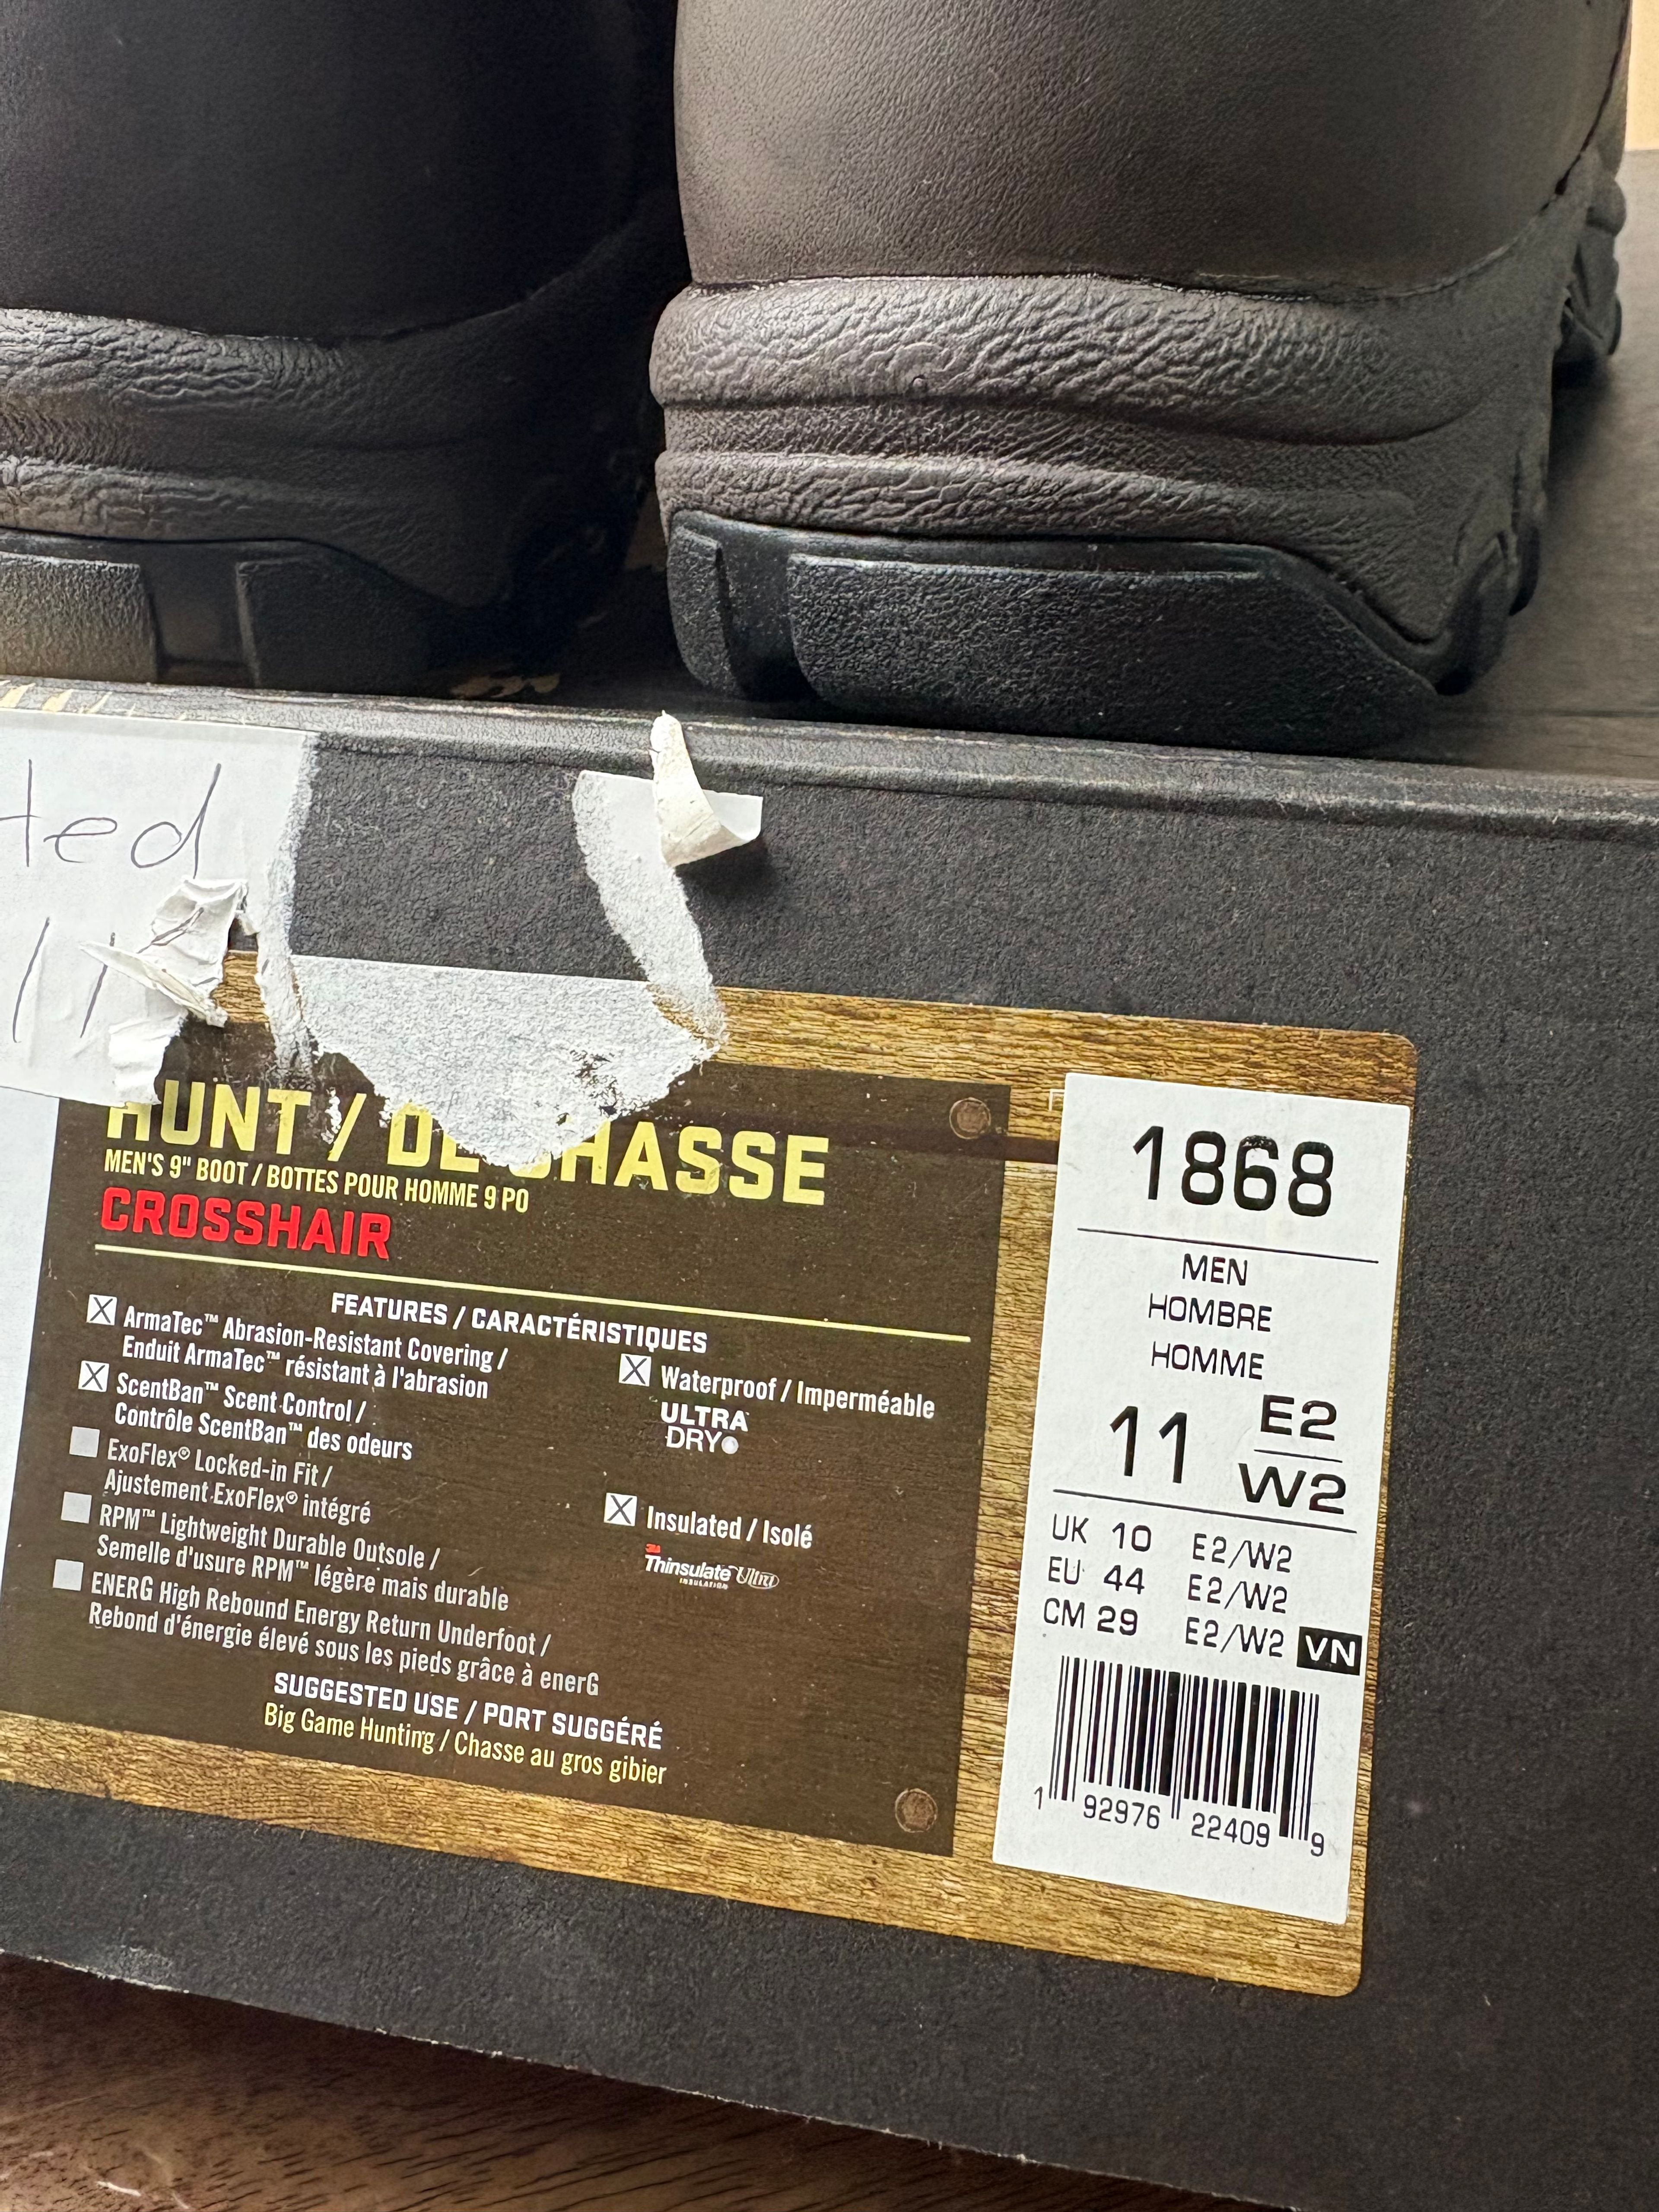 ted
11
HUNT / DE CHASSE
MEN'S 9" BOOT / BOTTES POUR HOMME 9 PO
CROSSHAIR
FEATURES / CARACTÉRISTIQUES
ArmaTec™ Abrasion-Resistant Covering /
Enduit ArmaTec™ résistant à l'abrasion
ScentBan™ Scent Control /
Contrôle ScentBan™ des odeurs
ExoFlex® Locked-in Fit /
Ajustement ExoFlex® intégré
RPM™ Lightweight Durable Outsole /
Semelle d'usure RPM™ légère mais durable
ENERG High Rebound Energy Return Underfoot /
Rebond d'énergie élevé sous les pieds grâce à enerG
Waterproof / Imperméable
ULTRA
DRY
Insulated / Isolé
3M
Thinsulate Ultra
INSULATION
SUGGESTED USE / PORT SUGGÉRÉ
Big Game Hunting / Chasse au gros gibier
1868
MEN
HOMBRE
HOMME
11 E2
W2
UK 10 E2/W2
EU 44 E2/W2
CM 29 E2/W2 VN
1 92976 22409 9